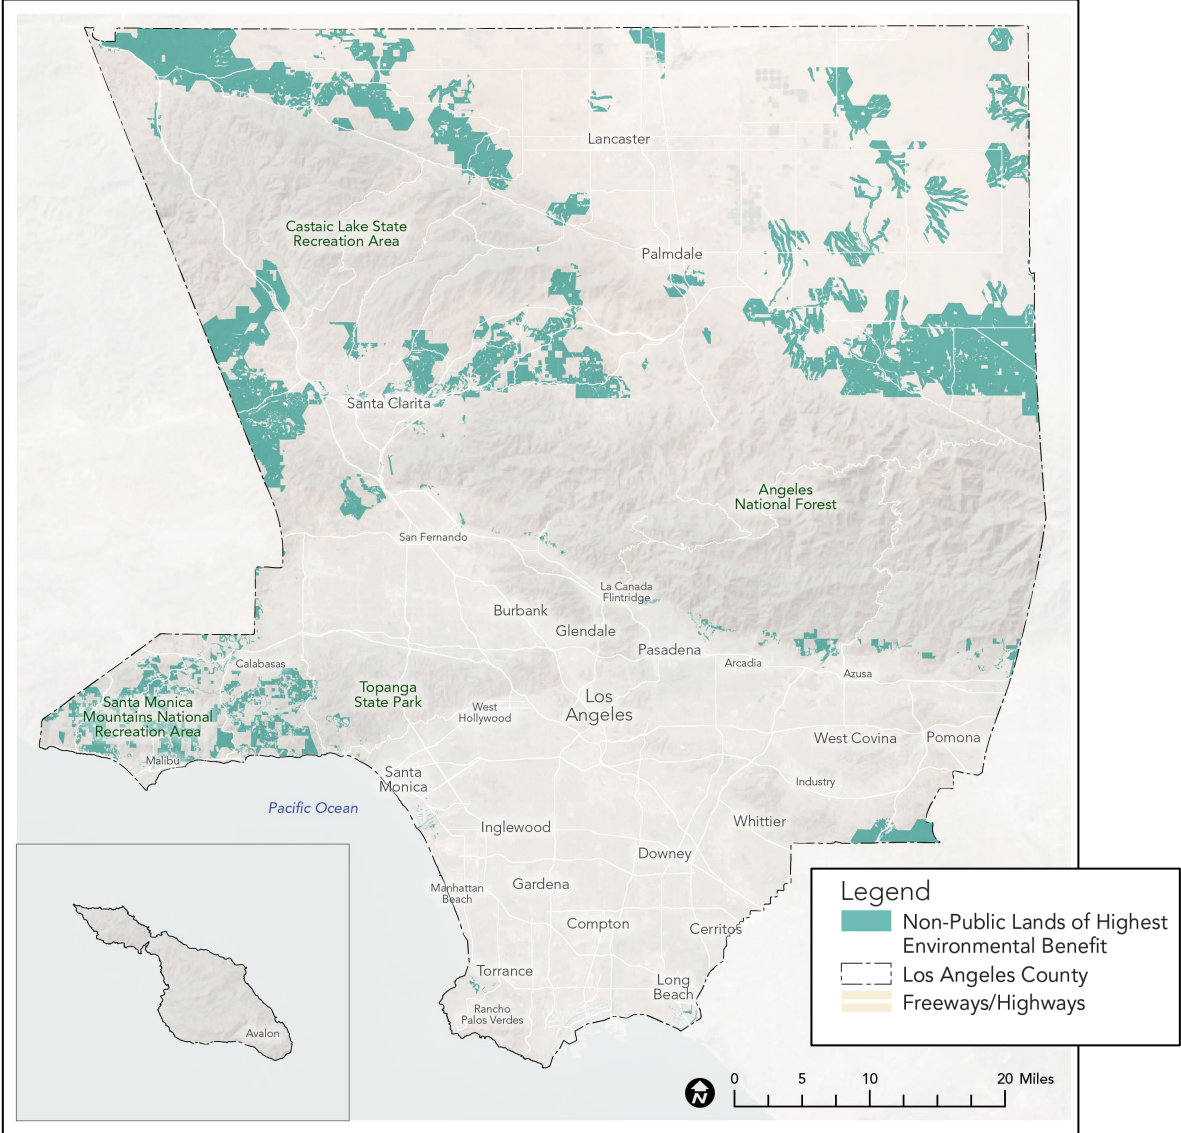 Lancaster
Castaic Lake State
Recreation Area
Palmdale
Santa Clarita
Angeles
National Forest
San Fernando
La Canada
Flintridge
Burbank
Glendale
Pasadena
Arcadia
Azusa
Calabasas
Topanga
State Park
Santa Monica
Mountains National
Recreation Area
West
Hollywood
Los
Angeles
West Covina
Pomona
Malibu
Santa
Monica
Industry
Pacific Ocean
Inglewood
Whittier
Downey
Manhattan
Beach
Gardena
Compton
Cerritos
Torrance
Long
Beach
Rancho
Palos Verdes
Avalon
Legend
Non-Public Lands of Highest
Environmental Benefit
Los Angeles County
Freeways/Highways
N
0 5 10 20 Miles